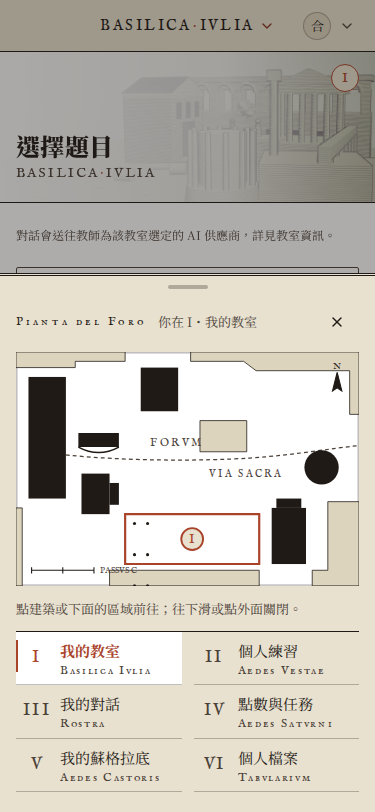 BASILICA·IVLIA
合
I
選擇題目
BASILICA·IVLIA
對話會送往教師為該教室選定的 AI 供應商，詳見教室資訊。
Pianta del Foro 你在 I·我的教室
N
FORVM
VIA SACRA
I
點建築或下面的區域前往；往下滑或點外面關閉。
I 我的教室
Basilica Ivlia
II 個人練習
Aedes Vestae
III 我的對話
Rostra
IV 點數與任務
Aedes Satvrni
V 我的蘇格拉底
Aedes Castoris
VI 個人檔案
Tabvlarivm